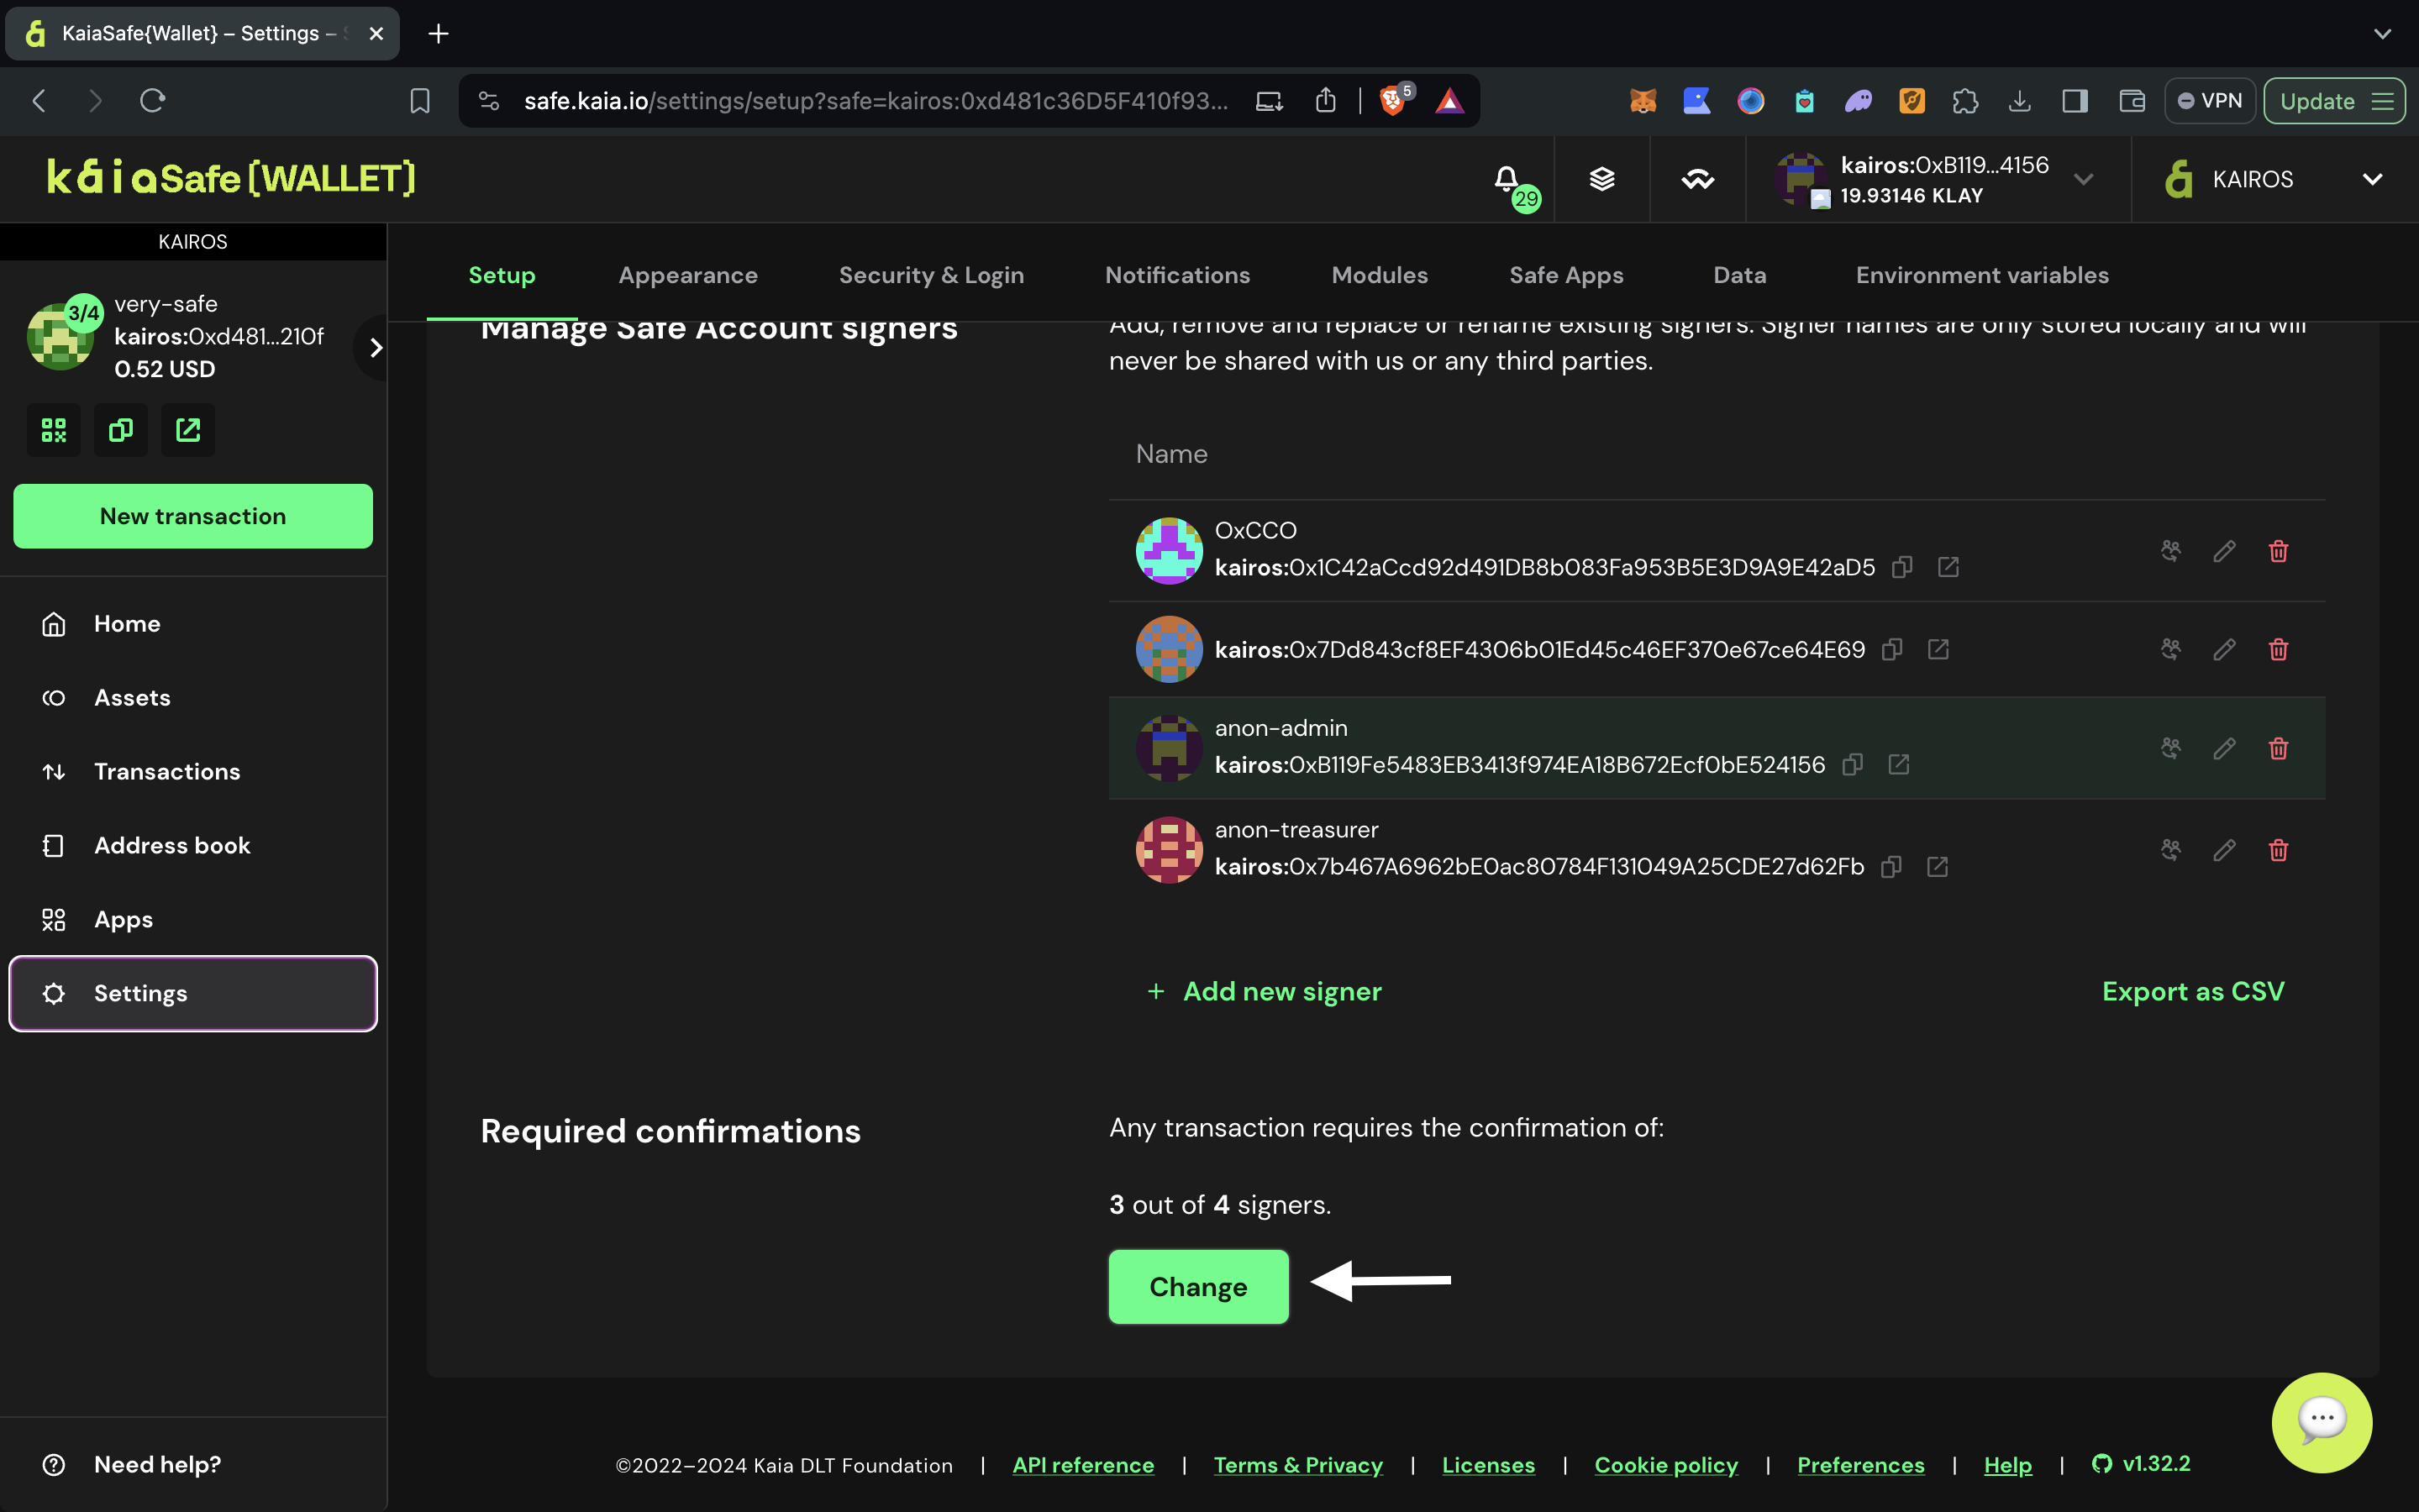 KaiaSafe{Wallet} – Settings –
safe.kaia.io/settings/setup?safe=kairos:0xd481c36D5F410f93...
5
VPN
Update
kaiaSafe[WALLET]
29
kairos:0xB119...4156
19.93146 KLAY
KAIROS
KAIROS
3/4
very-safe
kairos:0xd481...210f
0.52 USD
New transaction
Home
Assets
Transactions
Address book
Apps
Settings
Need help?
Setup
Appearance
Security & Login
Notifications
Modules
Safe Apps
Data
Environment variables
Manage Safe Account signers
Add, remove and replace or rename existing signers. Signer names are only stored locally and will
never be shared with us or any third parties.
Name
OxCCO
kairos:0x1C42aCcd92d491DB8b083Fa953B5E3D9A9E42aD5
kairos:0x7Dd843cf8EF4306b01Ed45c46EF370e67ce64E69
anon-admin
kairos:0xB119Fe5483EB3413f974EA18B672Ecf0bE524156
anon-treasurer
kairos:0x7b467A6962bE0ac80784F131049A25CDE27d62Fb
+ Add new signer
Export as CSV
Required confirmations
Any transaction requires the confirmation of:
3 out of 4 signers.
Change
©2022–2024 Kaia DLT Foundation | API reference | Terms & Privacy | Licenses | Cookie policy | Preferences | Help | v1.32.2